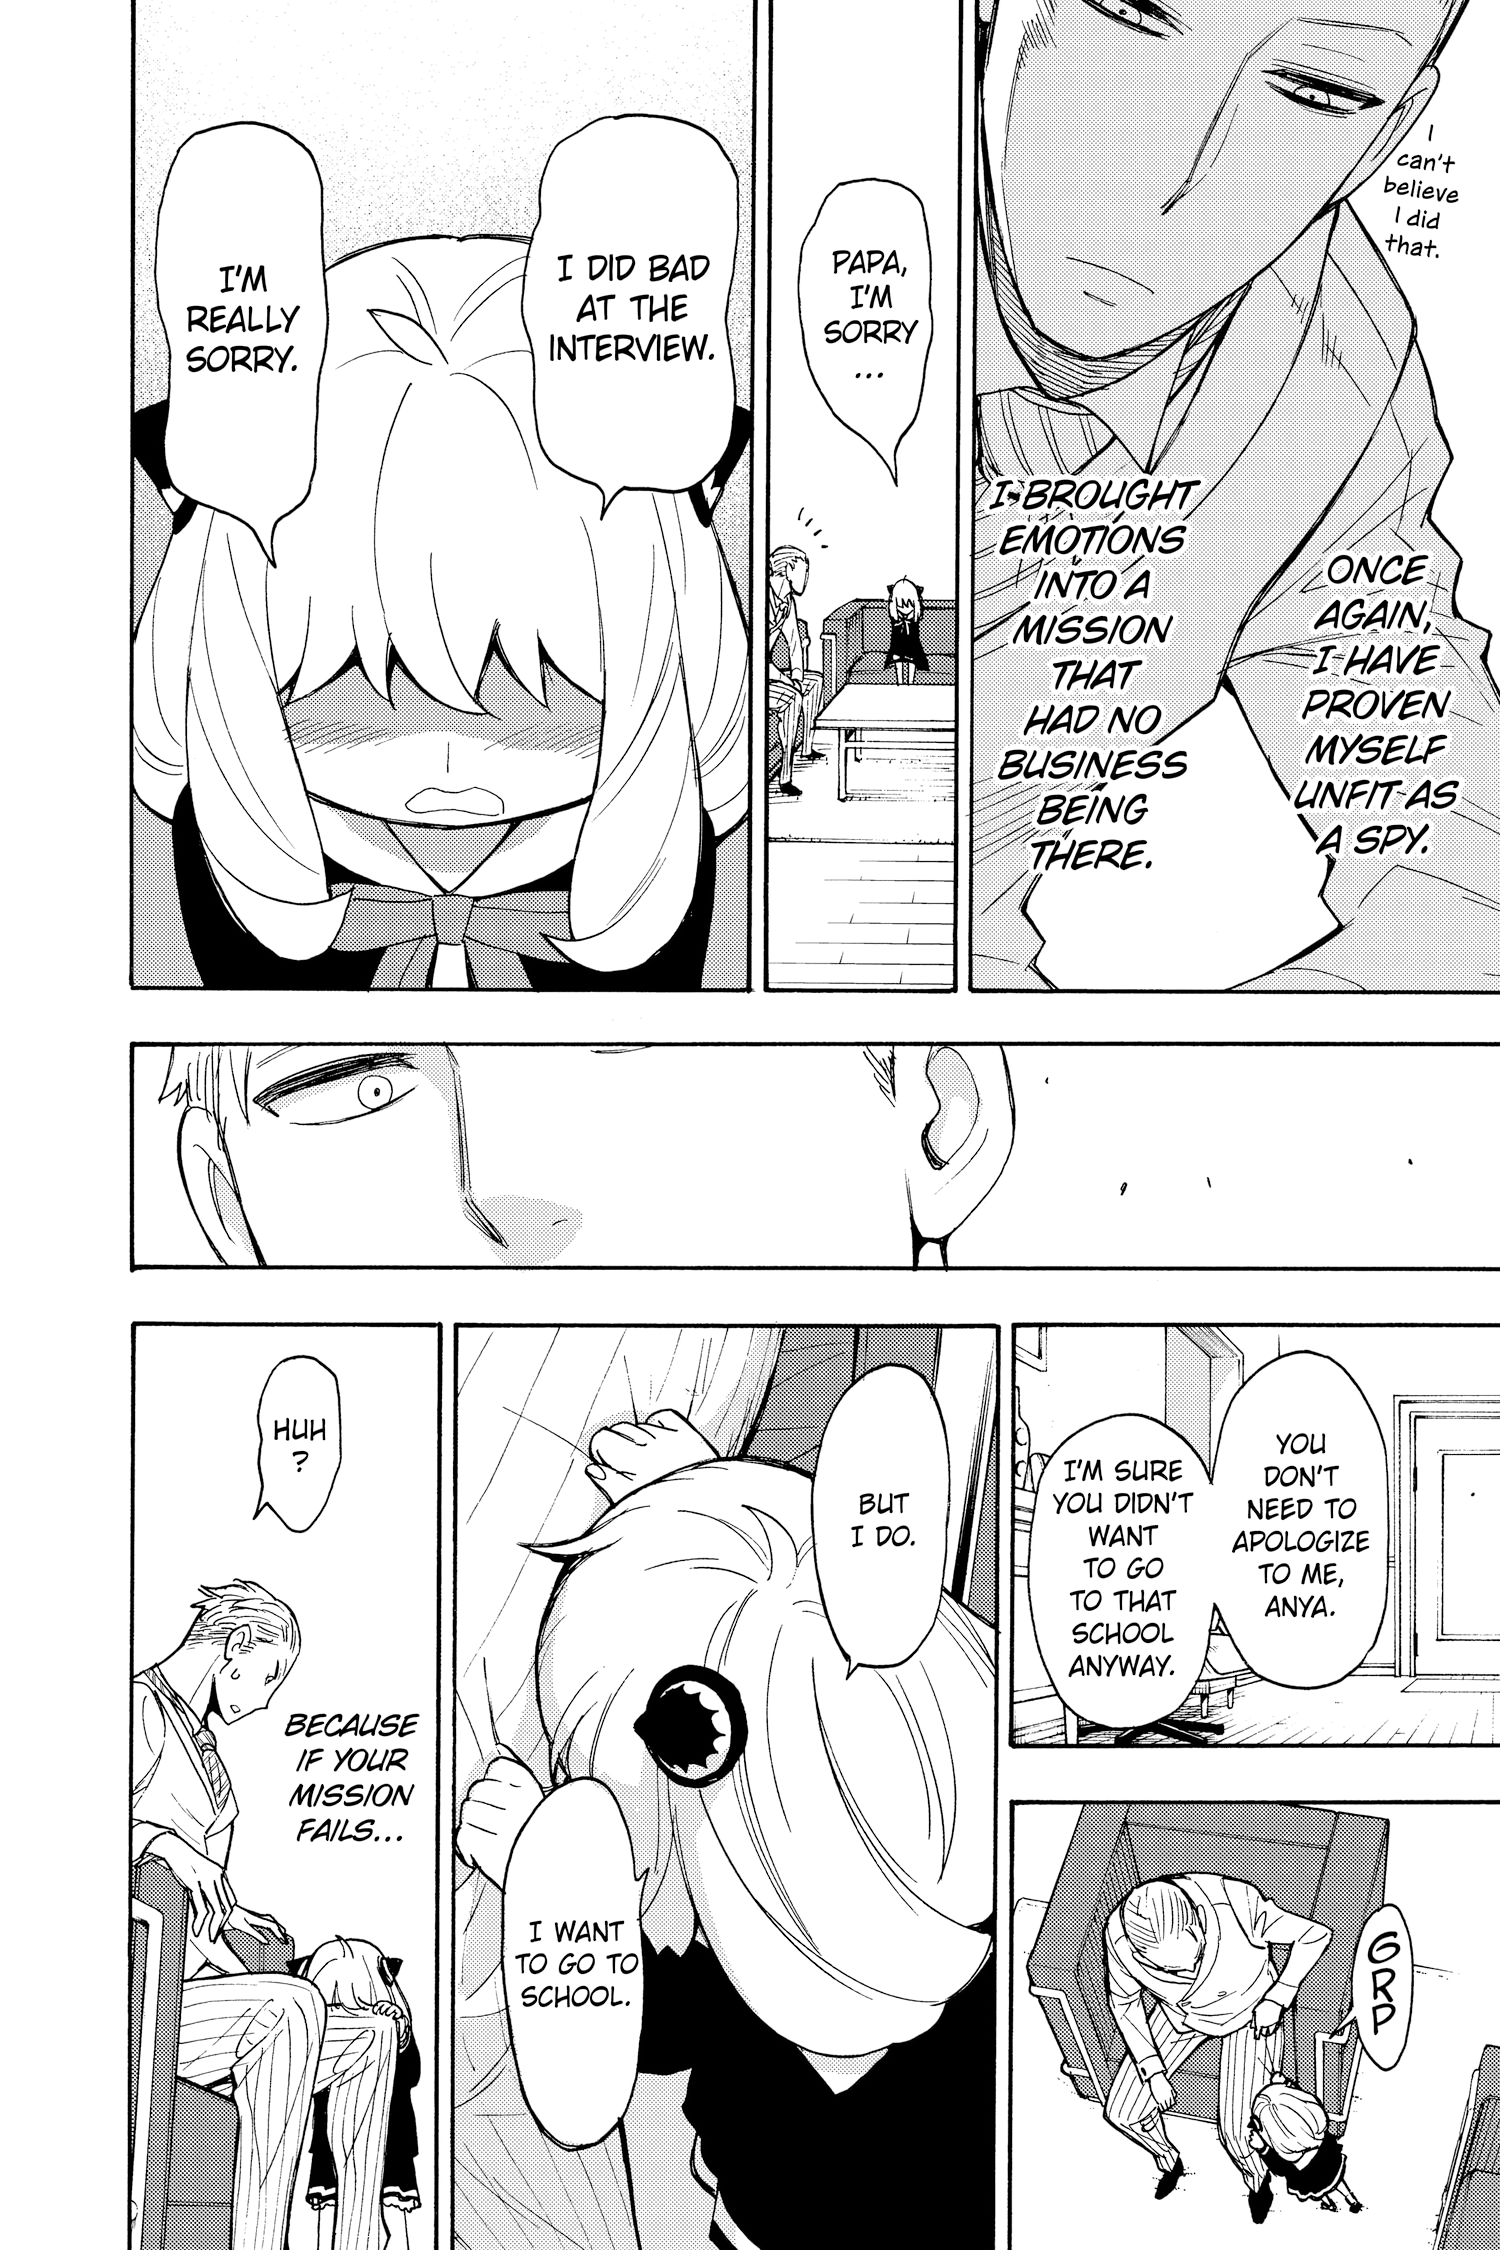 I
can't
believe
I did
that.
ONCE
AGAIN,
I HAVE
PROVEN
MYSELF
UNFIT AS
A SPY.
I BROUGHT
EMOTIONS
INTO A
MISSION
THAT
HAD NO
BUSINESS
BEING
THERE.
PAPA,
I'M
SORRY
...
I DID BAD
AT THE
INTERVIEW.
I'M
REALLY
SORRY.
YOU
DON'T
NEED TO
APOLOGIZE
TO ME,
ANYA.
I'M SURE
YOU DIDN'T
WANT
TO GO
TO THAT
SCHOOL
ANYWAY.
GRP
BUT
I DO.
I WANT
TO GO TO
SCHOOL.
HUH
?
BECAUSE
IF YOUR
MISSION
FAILS...